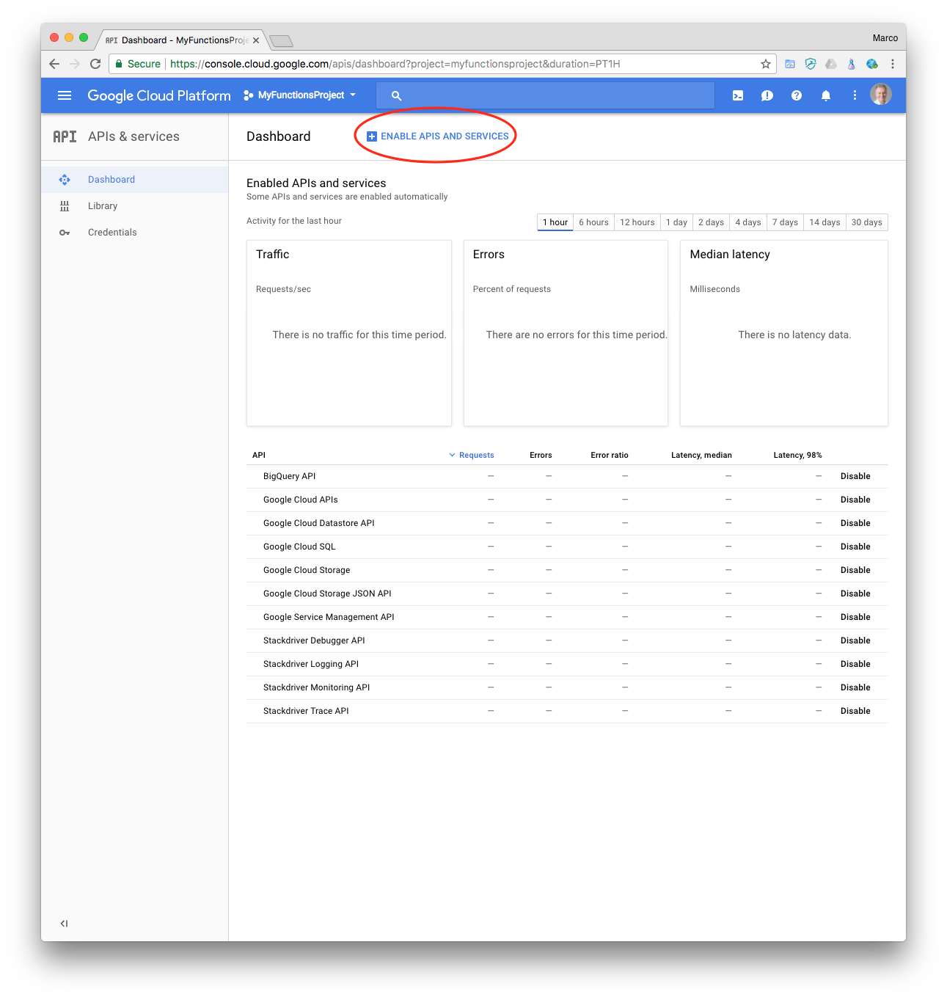 Marco
API Dashboard - MyFunctionsProje
Secure https://console.cloud.google.com/apis/dashboard?project=myfunctionsproject&duration=PT1H
Google Cloud Platform MyFunctionsProject
API APIs & services
Dashboard
ENABLE APIS AND SERVICES
Dashboard
Library
Credentials
Enabled APIs and services
Some APIs and services are enabled automatically
Activity for the last hour
1 hour 6 hours 12 hours 1 day 2 days 4 days 7 days 14 days 30 days
Traffic
Requests/sec
There is no traffic for this time period.
Errors
Percent of requests
There are no errors for this time period.
Median latency
Milliseconds
There is no latency data.
API Requests Errors Error ratio Latency, median Latency, 98%
BigQuery API — — — — — Disable
Google Cloud APIs — — — — — Disable
Google Cloud Datastore API — — — — — Disable
Google Cloud SQL — — — — — Disable
Google Cloud Storage — — — — — Disable
Google Cloud Storage JSON API — — — — — Disable
Google Service Management API — — — — — Disable
Stackdriver Debugger API — — — — — Disable
Stackdriver Logging API — — — — — Disable
Stackdriver Monitoring API — — — — — Disable
Stackdriver Trace API — — — — — Disable